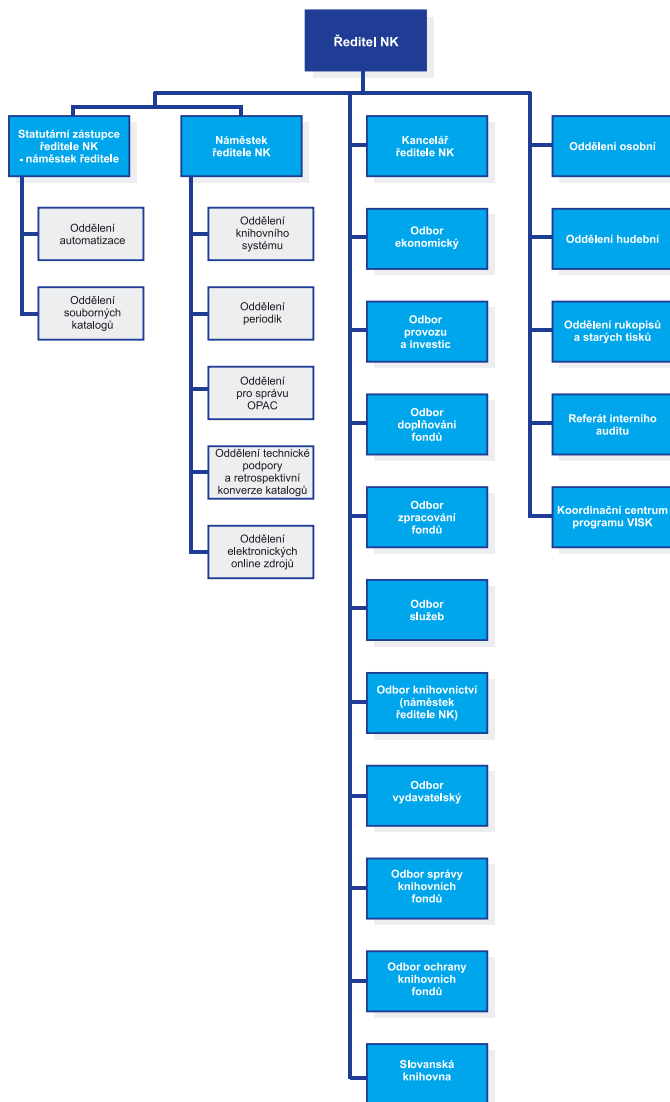 Ředitel NK
Statutární zástupce
ředitele NK
- náměstek ředitele
Oddělení
automatizace
Oddělení
souborných
katalogů
Náměstek
ředitele NK
Oddělení
knihovního
systému
Oddělení
periodik
Oddělení
pro správu
OPAC
Oddělení technické
podpory
a retrospektivní
konverze katalogů
Oddělení
elektronických
online zdrojů
Kancelář
ředitele NK
Odbor
ekonomický
Odbor
provozu
a investic
Odbor
doplňování
fondů
Odbor
zpracování
fondů
Odbor
služeb
Odbor knihovnictví
(náměstek
ředitele NK)
Odbor
vydavatelský
Odbor správy
knihovních
fondů
Odbor ochrany
knihovních
fondů
Slovanská
knihovna
Oddělení osobní
Oddělení hudební
Oddělení rukopisů
a starých tisků
Referát interního
auditu
Koordinační centrum
programu VISK